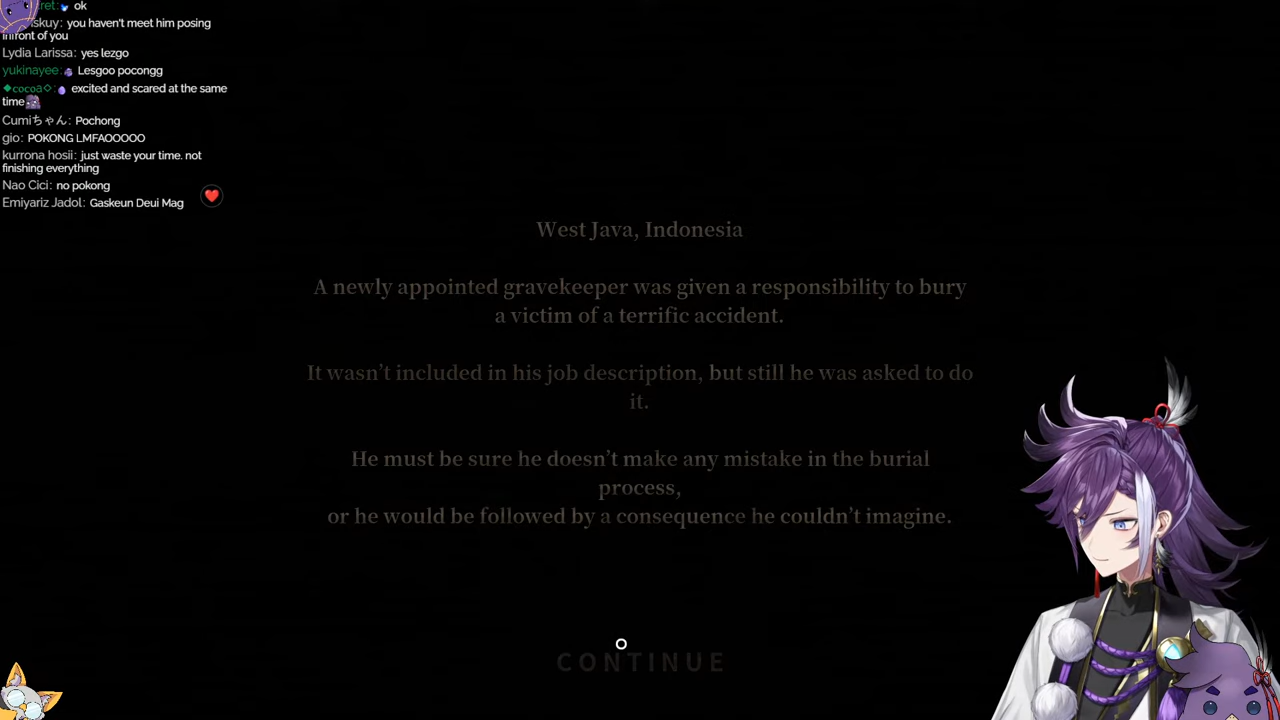 ret: ok
iskuy: you haven't meet him posing
infront of you
Lydia Larissa: yes lezgo
yukinayee: Lesgoo pocongg
◆cocoa◇: excited and scared at the same
time
Cumiちゃん: Pochong
gio: POKONG LMFAOOOOO
kurrona hosii: just waste your time. not
finishing everything
Nao Cici: no pokong
Emiyariz Jadol: Gaskeun Deui Mag
West Java, Indonesia
A newly appointed gravekeeper was given a responsibility to bury
a victim of a terrific accident.
It wasn't included in his job description, but still he was asked to do
it.
He must be sure he doesn't make any mistake in the burial
process,
or he would be followed by a consequence he couldn't imagine.
CONTINUE